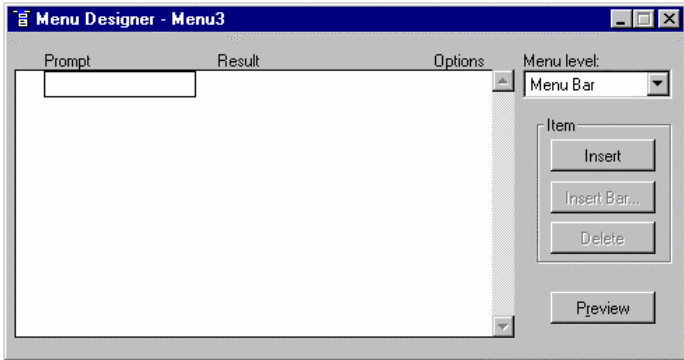 Menu Designer - Menu3
Prompt Result Options Menu level:
Menu Bar
Item
Insert
Insert Bar...
Delete
Preview